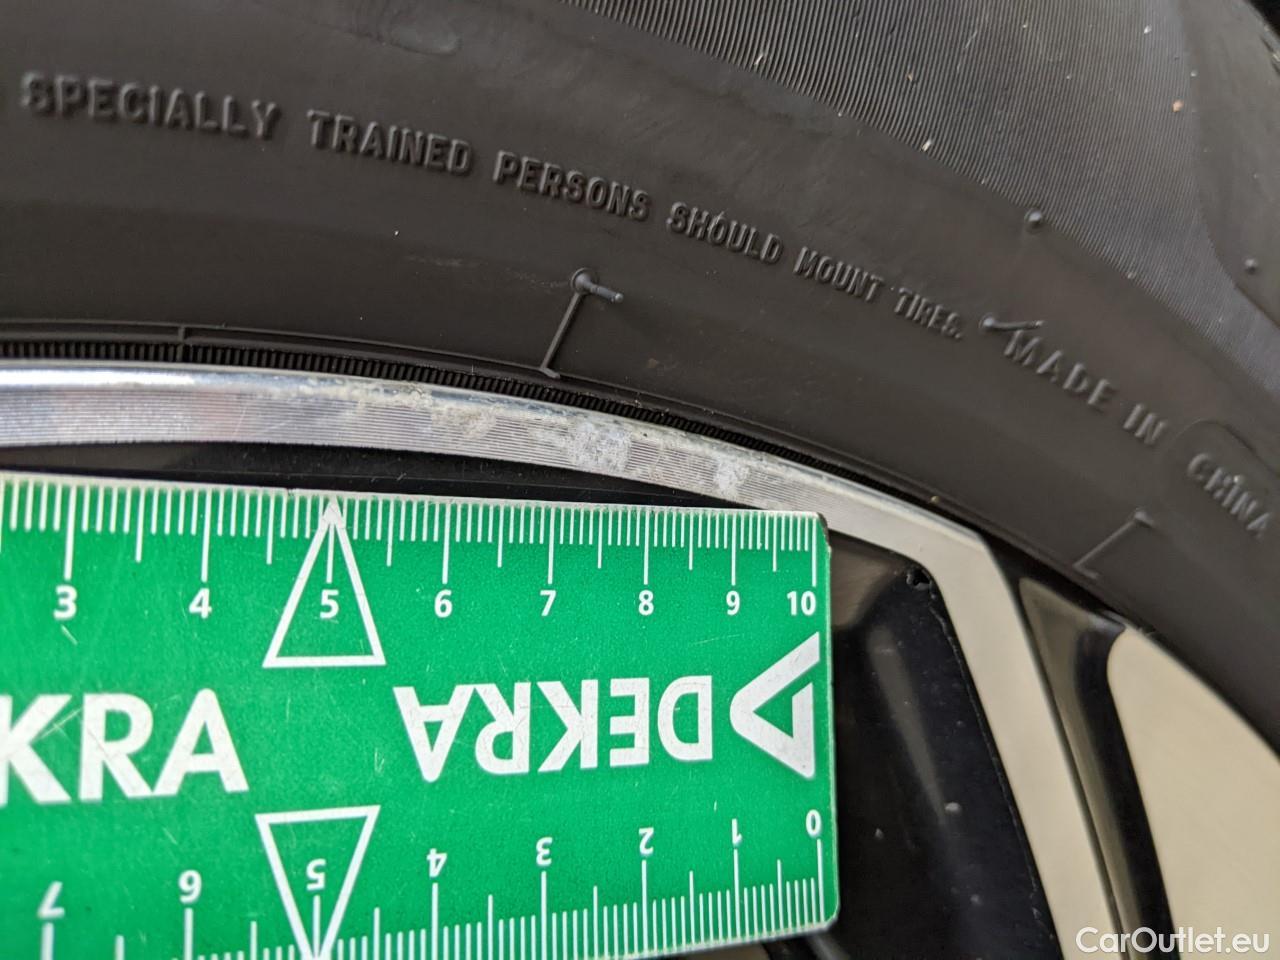 SPECIALLY TRAINED PERSONS SHOULD MOUNT TIRES.
MADE IN CHINA
3 4 5 6 7 8 9 10
KRA
DEKRA
7 6 5 4 3 2 1 0
CarOutlet.eu